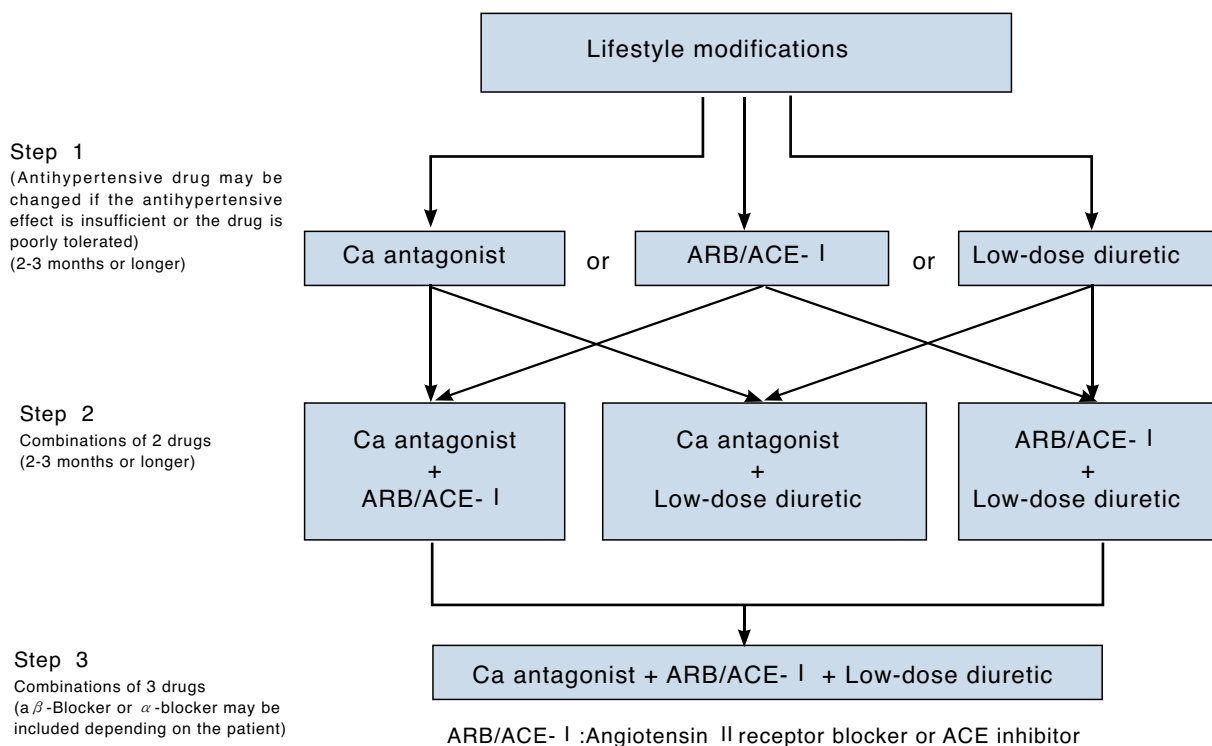 Lifestyle modifications
Step 1
(Antihypertensive drug may be
changed if the antihypertensive
effect is insufficient or the drug is
poorly tolerated)
(2-3 months or longer)
Ca antagonist or ARB/ACE- I or Low-dose diuretic
Step 2
Combinations of 2 drugs
(2-3 months or longer)
Ca antagonist
+
ARB/ACE- I
Ca antagonist
+
Low-dose diuretic
ARB/ACE- I
+
Low-dose diuretic
Step 3
Combinations of 3 drugs
(a β-Blocker or α-blocker may be
included depending on the patient)
Ca antagonist + ARB/ACE- I + Low-dose diuretic
ARB/ACE- I :Angiotensin II receptor blocker or ACE inhibitor